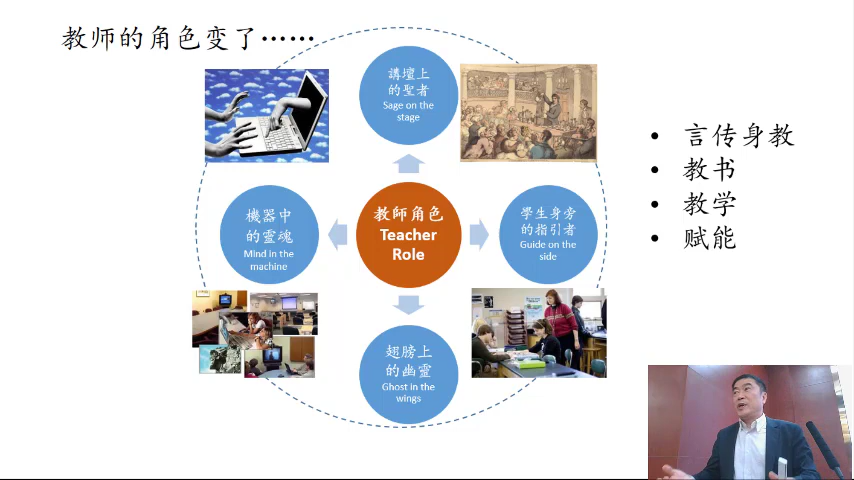 教师的角色变了……
講壇上
的聖者
Sage on the
stage
機器中
的靈魂
Mind in the
machine
教師角色
Teacher
Role
學生身旁
的指引者
Guide on the
side
翅膀上
的幽靈
Ghost in the
wings
• 言传身教
• 教书
• 教学
• 赋能